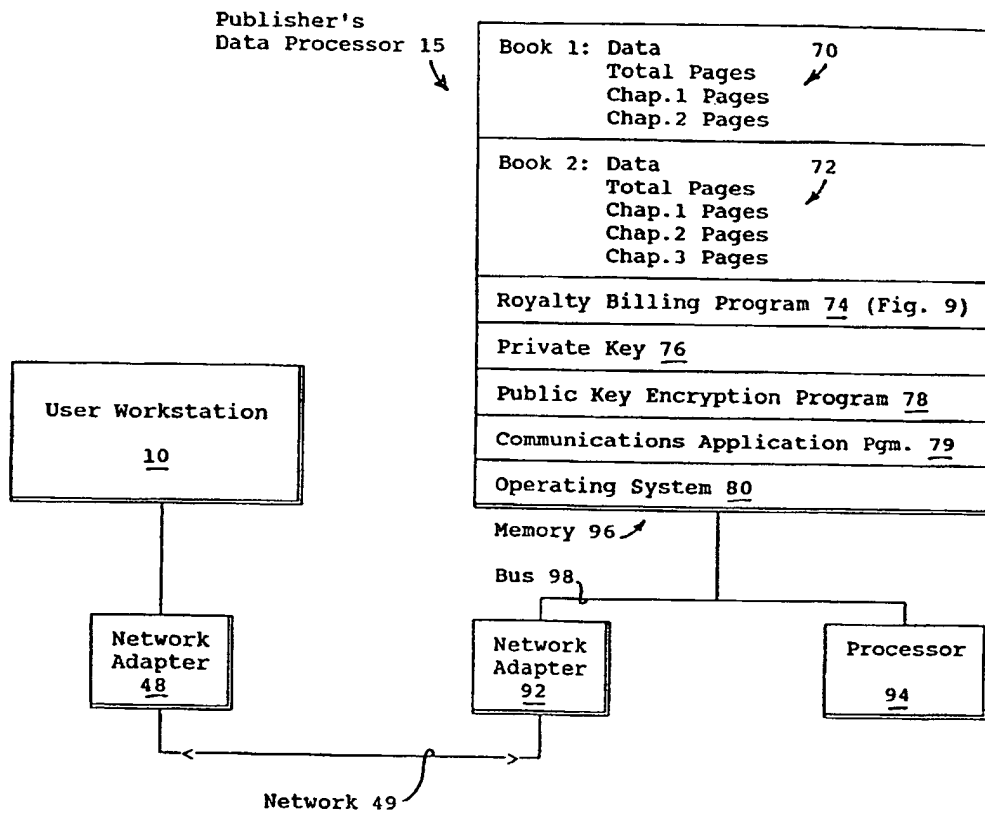 Publisher's
Data Processor 15
Book 1: Data 70
Total Pages
Chap.1 Pages
Chap.2 Pages
Book 2: Data 72
Total Pages
Chap.1 Pages
Chap.2 Pages
Chap.3 Pages
Royalty Billing Program 74 (Fig. 9)
Private Key 76
Public Key Encryption Program 78
Communications Application Pgm. 79
Operating System 80
User Workstation
10
Memory 96
Bus 98
Network
Adapter
48
Network
Adapter
92
Processor
94
Network 49